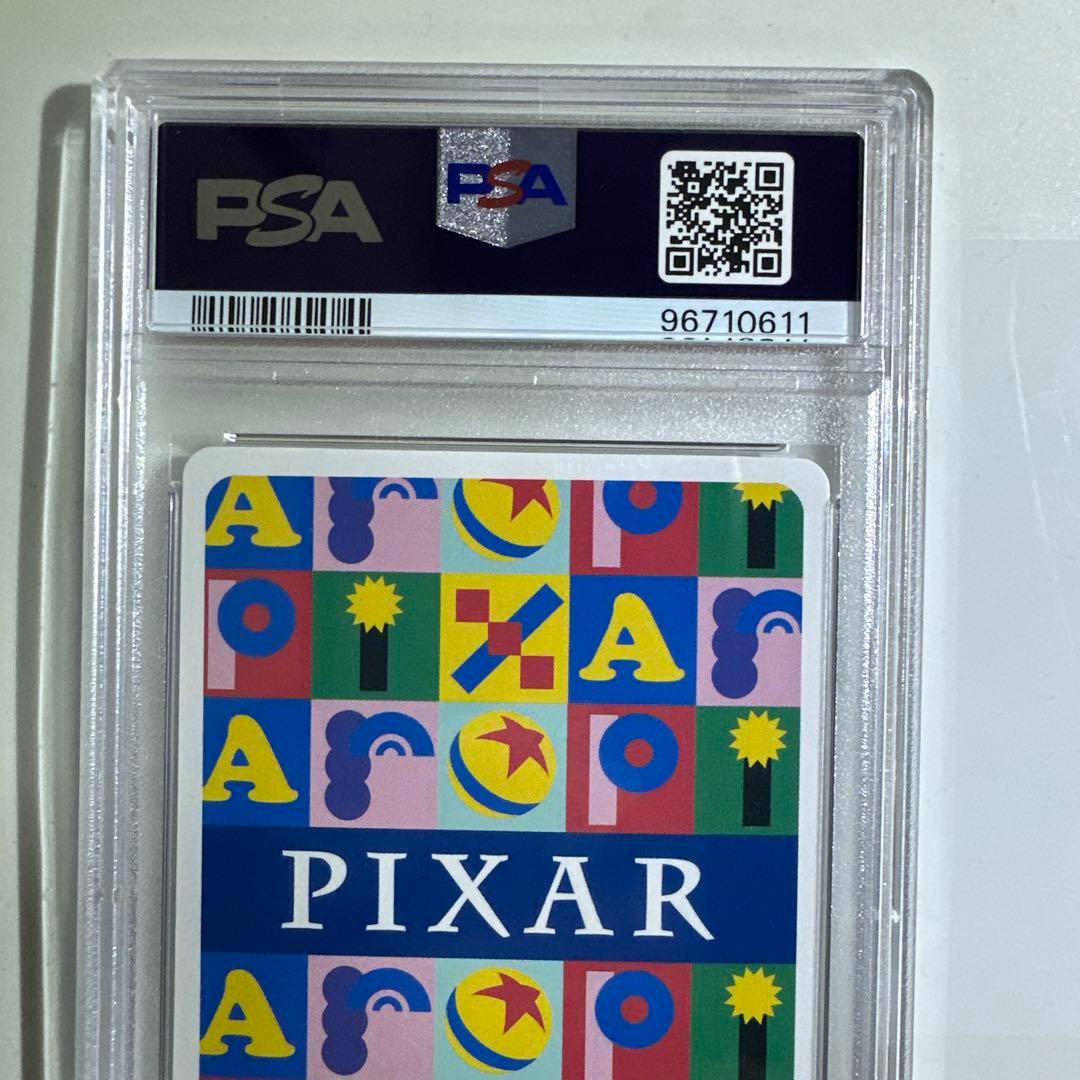 PSA
PSA
96710611
A r P i
P i X A r
A r P i
PIXAR
A r P i